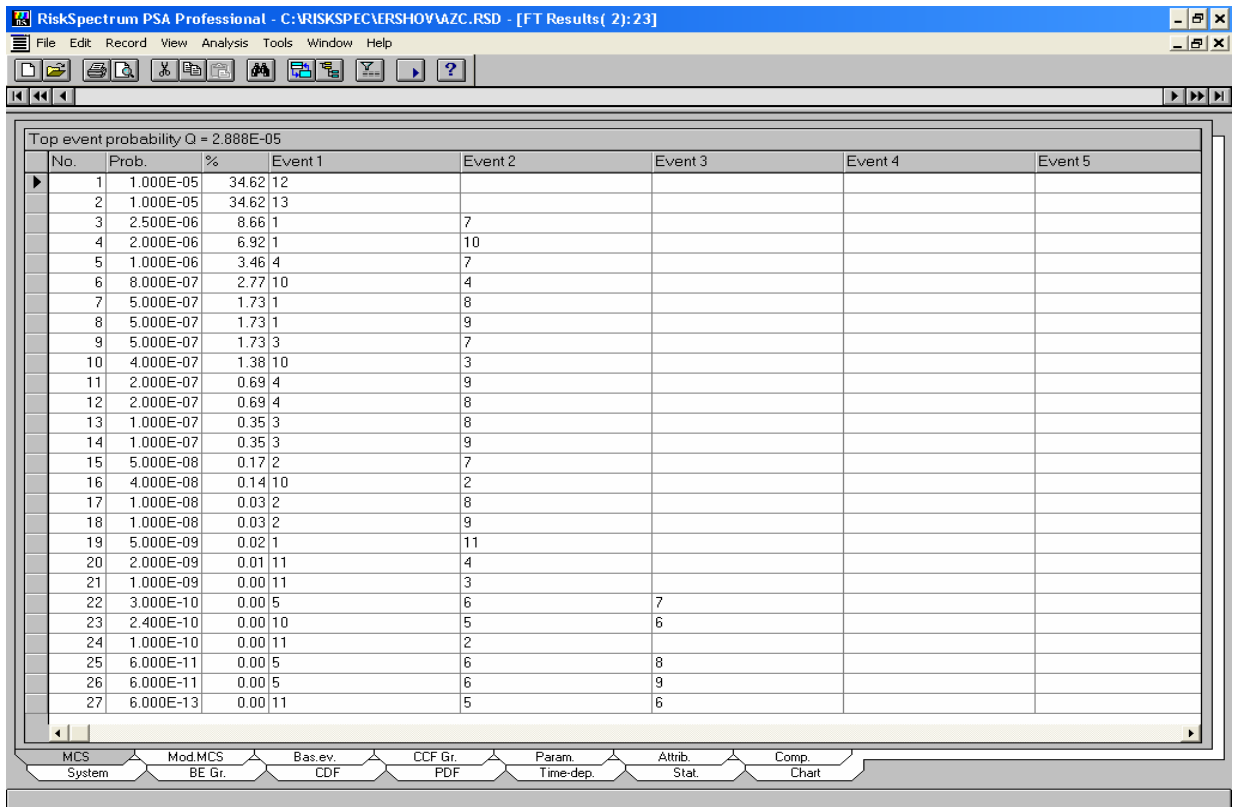 RiskSpectrum PSA Professional - C:\RISKSPEC\ERSHOV\AZC.RSD - [FT Results( 2):23]
File Edit Record View Analysis Tools Window Help
Top event probability Q = 2.888E-05
No. Prob. % Event 1 Event 2 Event 3 Event 4 Event 5
1 1.000E-05 34.62 12
2 1.000E-05 34.62 13
3 2.500E-06 8.66 1 7
4 2.000E-06 6.92 1 10
5 1.000E-06 3.46 4 7
6 8.000E-07 2.77 10 4
7 5.000E-07 1.73 1 8
8 5.000E-07 1.73 1 9
9 5.000E-07 1.73 3 7
10 4.000E-07 1.38 10 3
11 2.000E-07 0.69 4 9
12 2.000E-07 0.69 4 8
13 1.000E-07 0.35 3 8
14 1.000E-07 0.35 3 9
15 5.000E-08 0.17 2 7
16 4.000E-08 0.14 10 2
17 1.000E-08 0.03 2 8
18 1.000E-08 0.03 2 9
19 5.000E-09 0.02 1 11
20 2.000E-09 0.01 11 4
21 1.000E-09 0.00 11 3
22 3.000E-10 0.00 5 6 7
23 2.400E-10 0.00 10 5 6
24 1.000E-10 0.00 11 2
25 6.000E-11 0.00 5 6 8
26 6.000E-11 0.00 5 6 9
27 6.000E-13 0.00 11 5 6
MCS Mod.MCS Bas.ev. CCF Gr. Param. Attrib. Comp.
System BE Gr. CDF PDF Time-dep. Stat. Chart